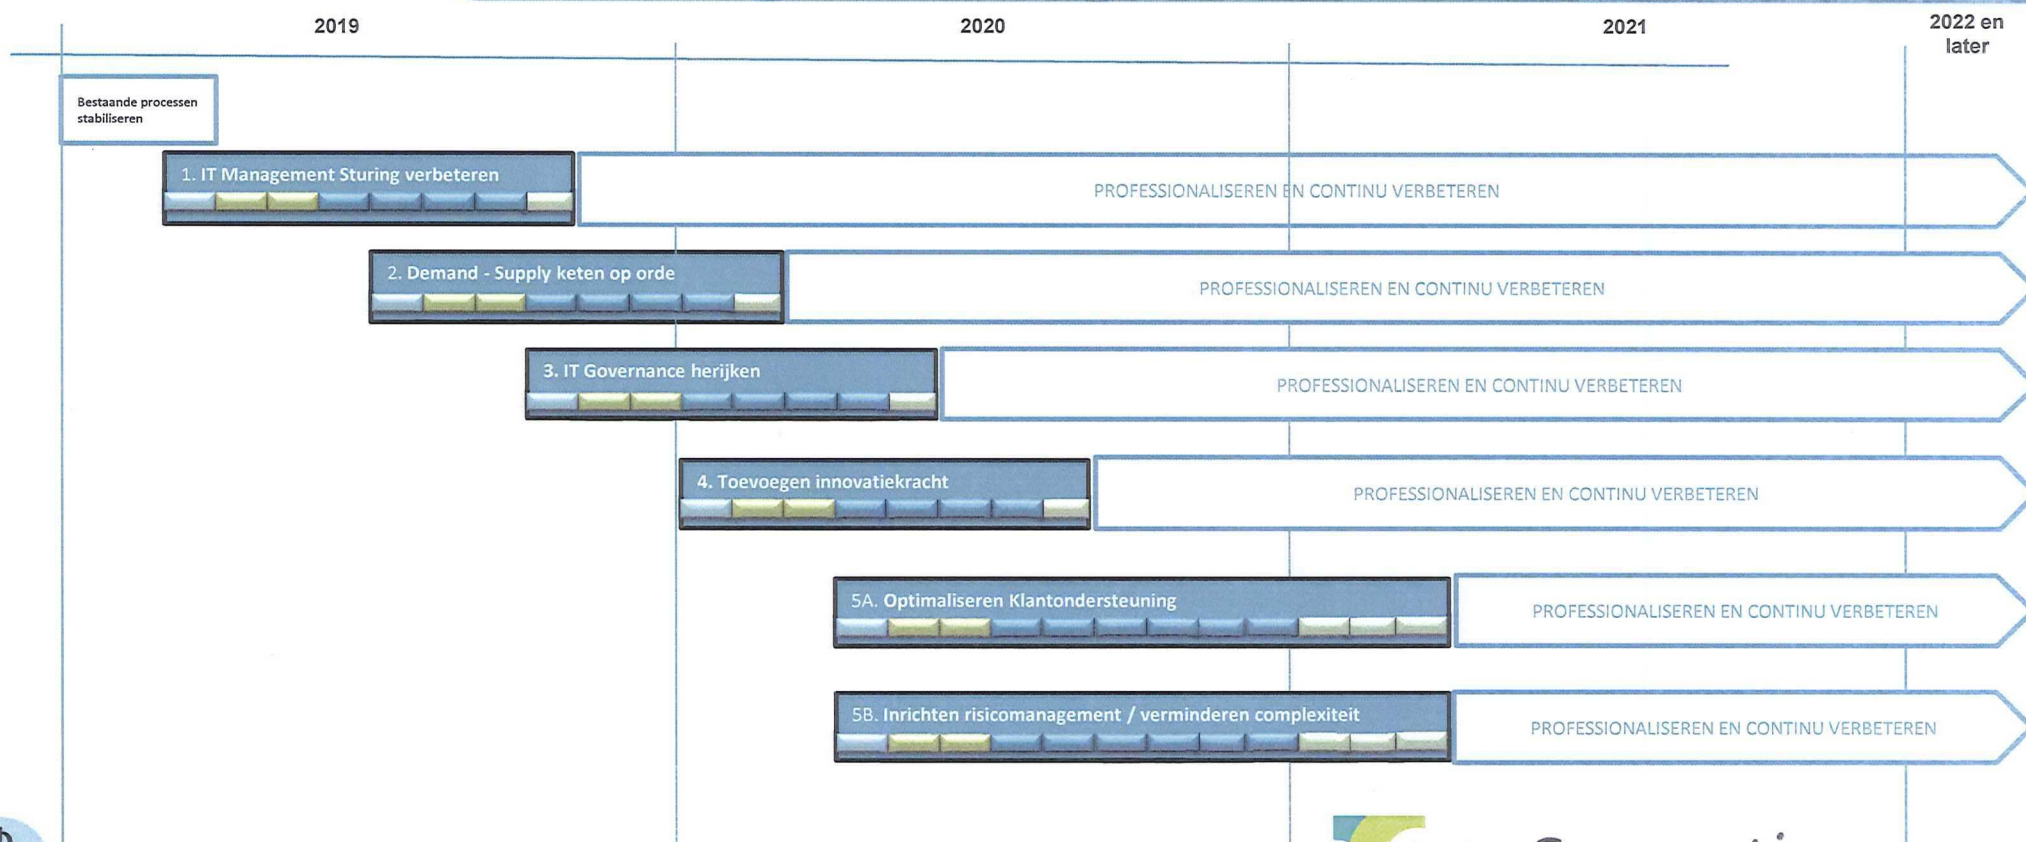 2019
2020
2021
2022 en
later
Bestaande processen
stabiliseren
1. IT Management Sturing verbeteren
PROFESSIONALISEREN EN CONTINU VERBETEREN
2. Demand - Supply keten op orde
PROFESSIONALISEREN EN CONTINU VERBETEREN
3. IT Governance herijken
PROFESSIONALISEREN EN CONTINU VERBETEREN
4. Toevoegen innovatiekracht
PROFESSIONALISEREN EN CONTINU VERBETEREN
5A. Optimaliseren Klantondersteuning
PROFESSIONALISEREN EN CONTINU VERBETEREN
5B. Inrichten risicomanagement / verminderen complexiteit
PROFESSIONALISEREN EN CONTINU VERBETEREN